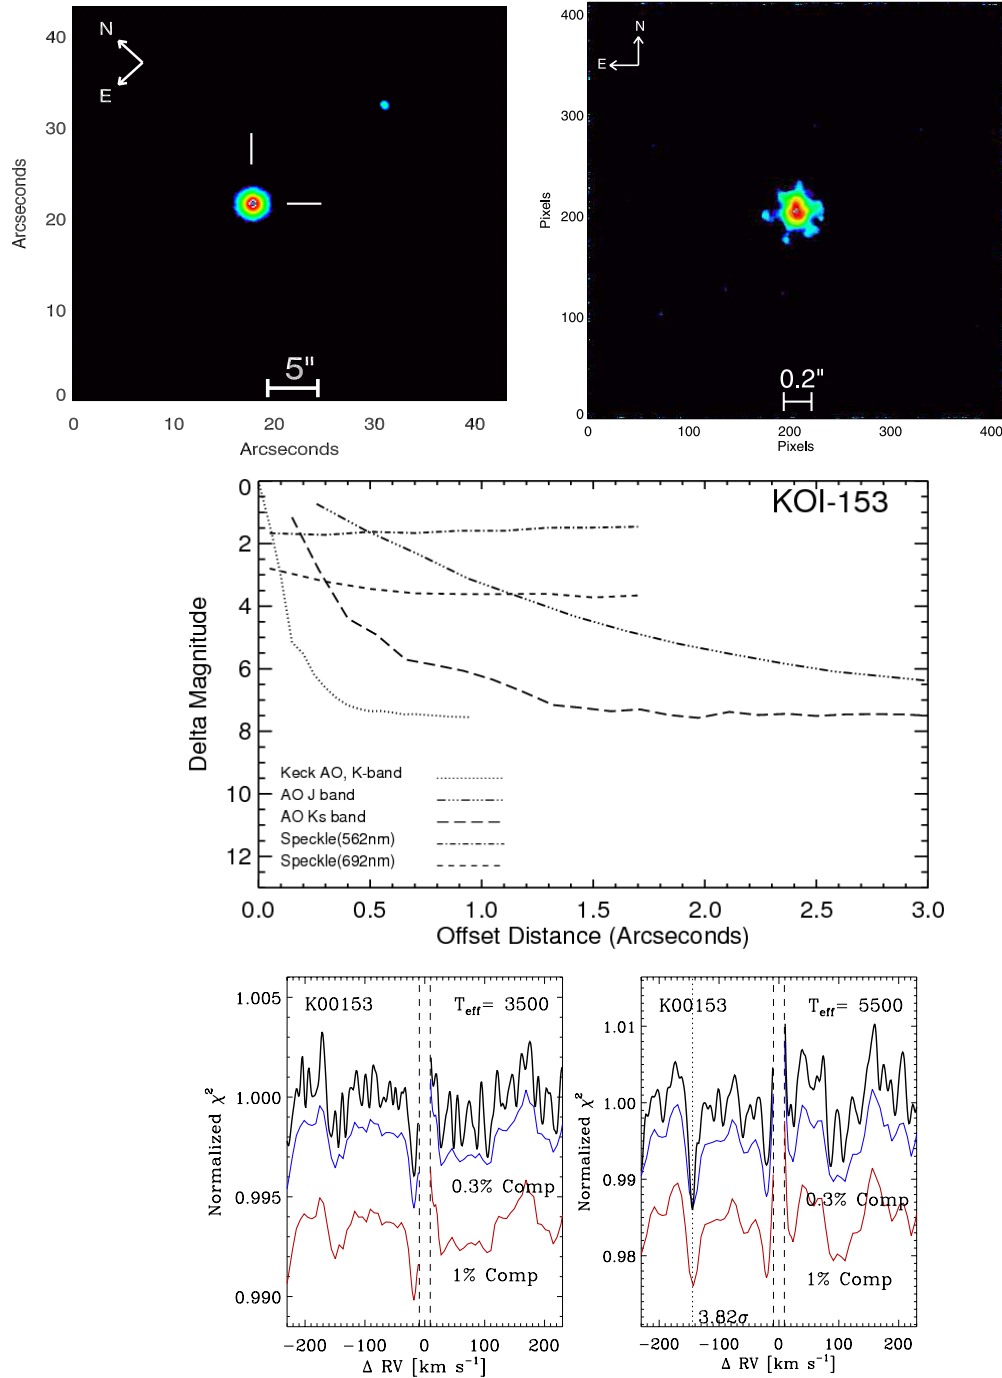 N
E
Arcseconds
40
30
20
10
0
5"
0
10
20
30
40
Arcseconds
N
E
Pixels
400
300
200
100
0
0.2"
0
100
200
300
400
Pixels
KOI-153
Delta Magnitude
0
2
4
6
8
10
12
Keck AO, K-band
AO J band
AO Ks band
Speckle(562nm)
Speckle(692nm)
0.0
0.5
1.0
1.5
2.0
2.5
3.0
Offset Distance (Arcseconds)
Normalized χ²
1.005
1.000
0.995
0.990
K00153
Teff= 3500
0.3% Comp
1% Comp
−200
−100
0
100
200
Δ RV [km s⁻¹]
Normalized χ²
1.01
1.00
0.99
0.98
K00153
Teff= 5500
0.3% Comp
1% Comp
3.82σ
−200
−100
0
100
200
Δ RV [km s⁻¹]